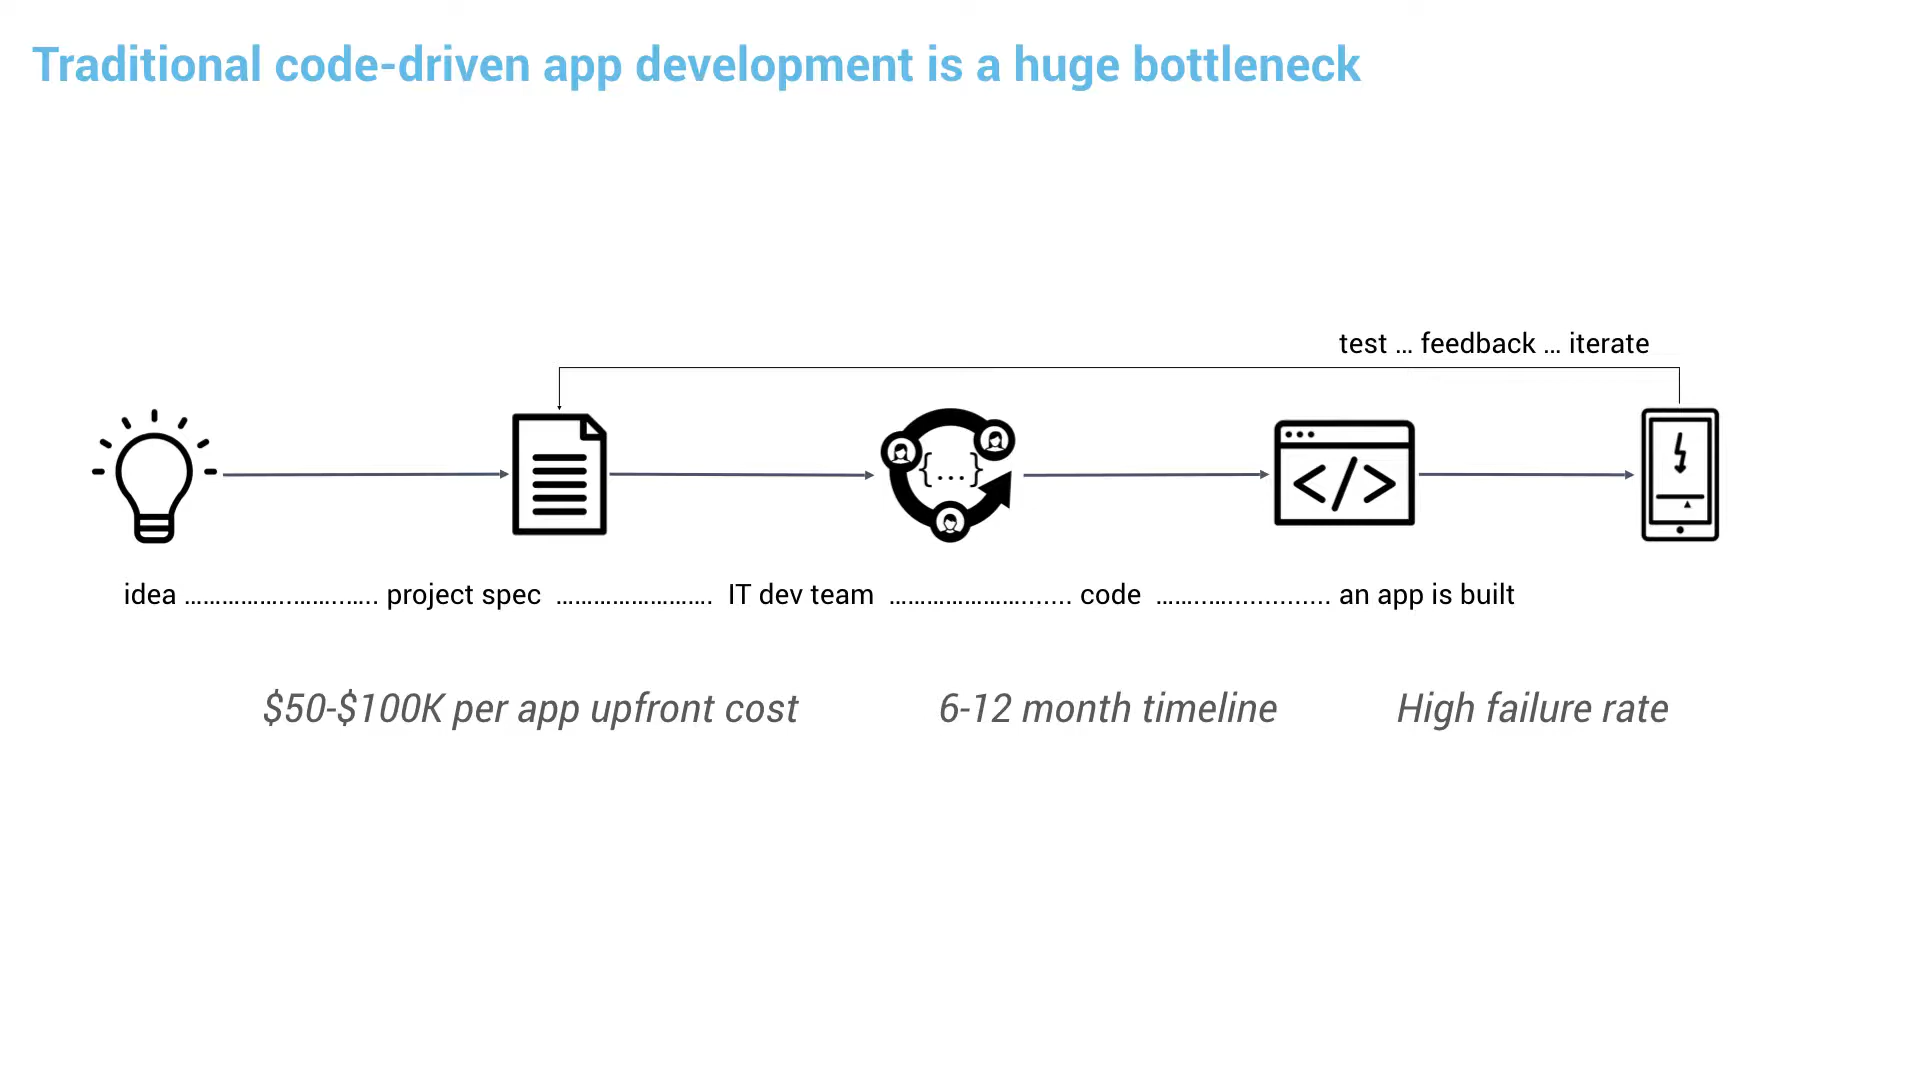 Traditional code-driven app development is a huge bottleneck
test ... feedback ... iterate
{...}
</>
idea ........................... project spec ....................... IT dev team .......................... code ........................ an app is built
$50-$100K per app upfront cost 6-12 month timeline High failure rate